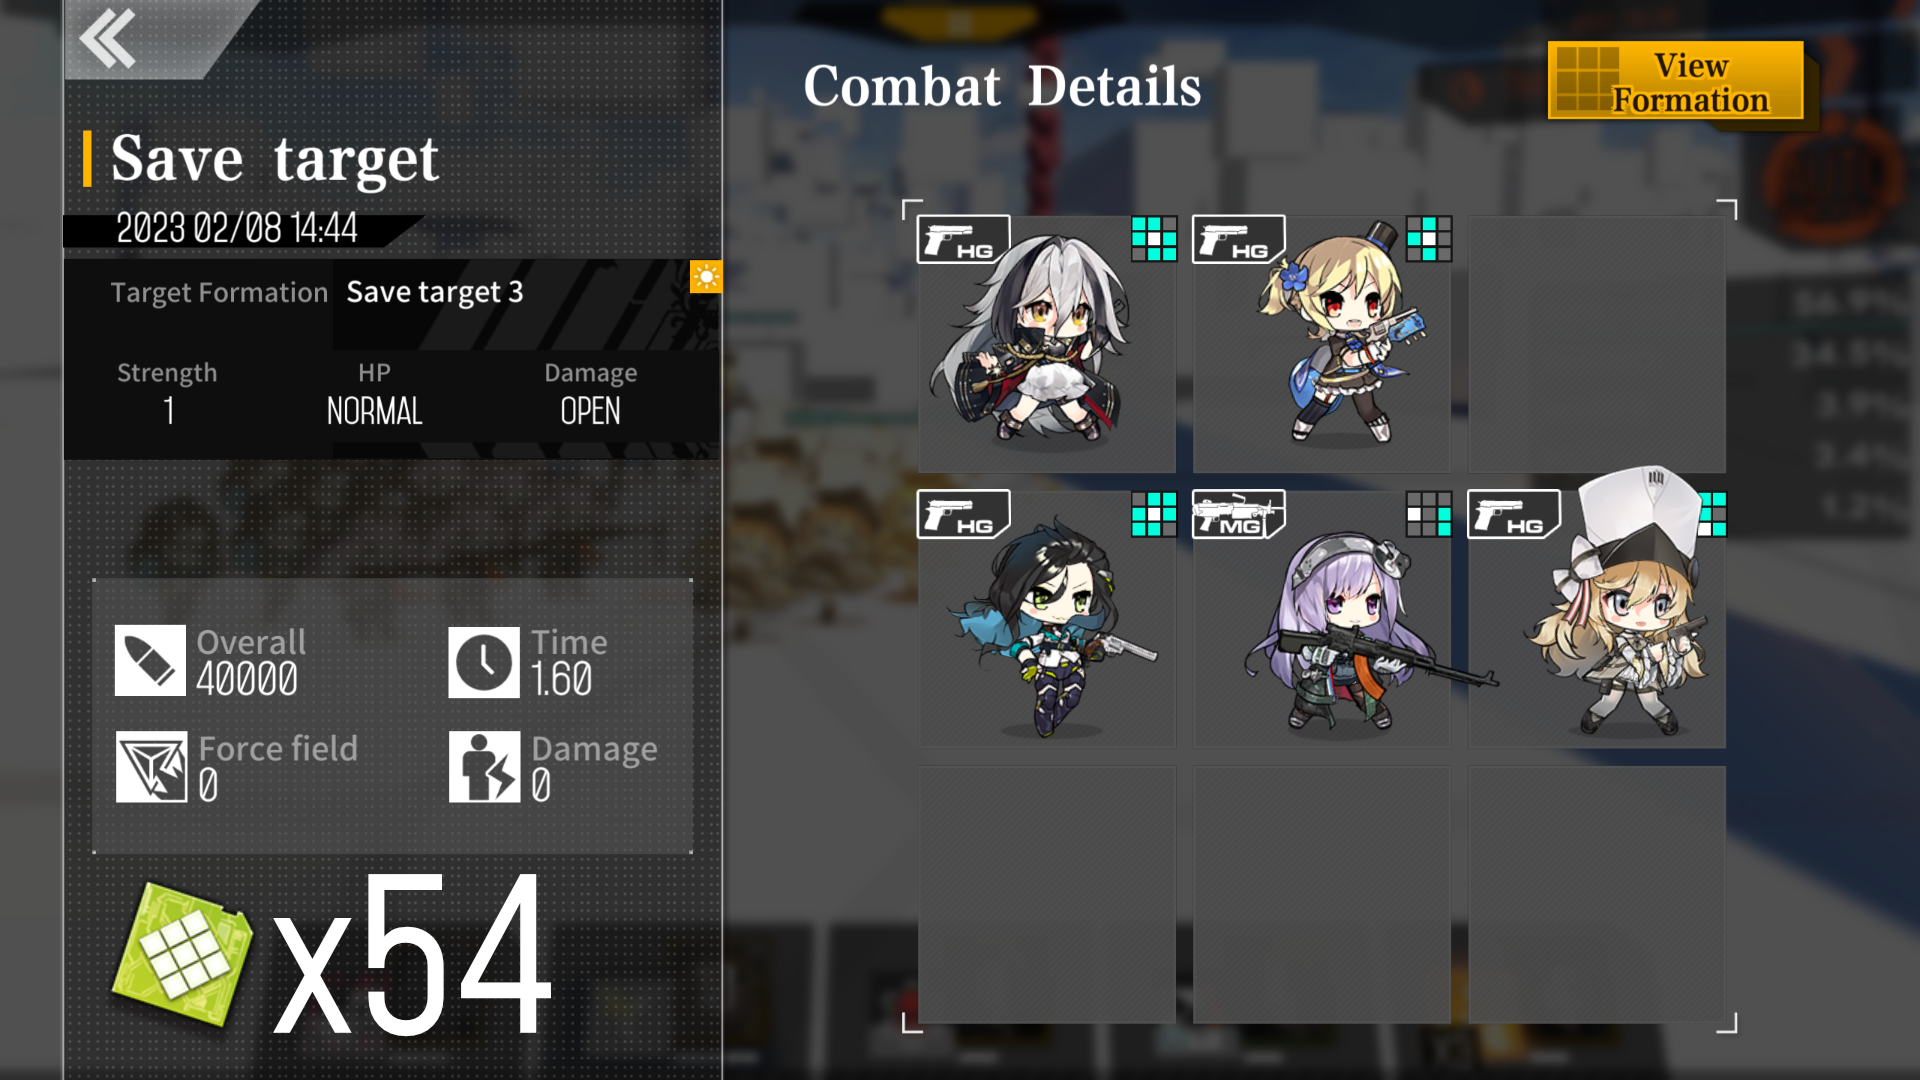 Save target
2023 02/08 14:44
Target Formation Save target 3
Strength HP Damage
1 NORMAL OPEN
Overall
40000
Time
1.60
Force field
0
Damage
0
x54
Combat Details
View
Formation
HG
HG
HG
MG
HG